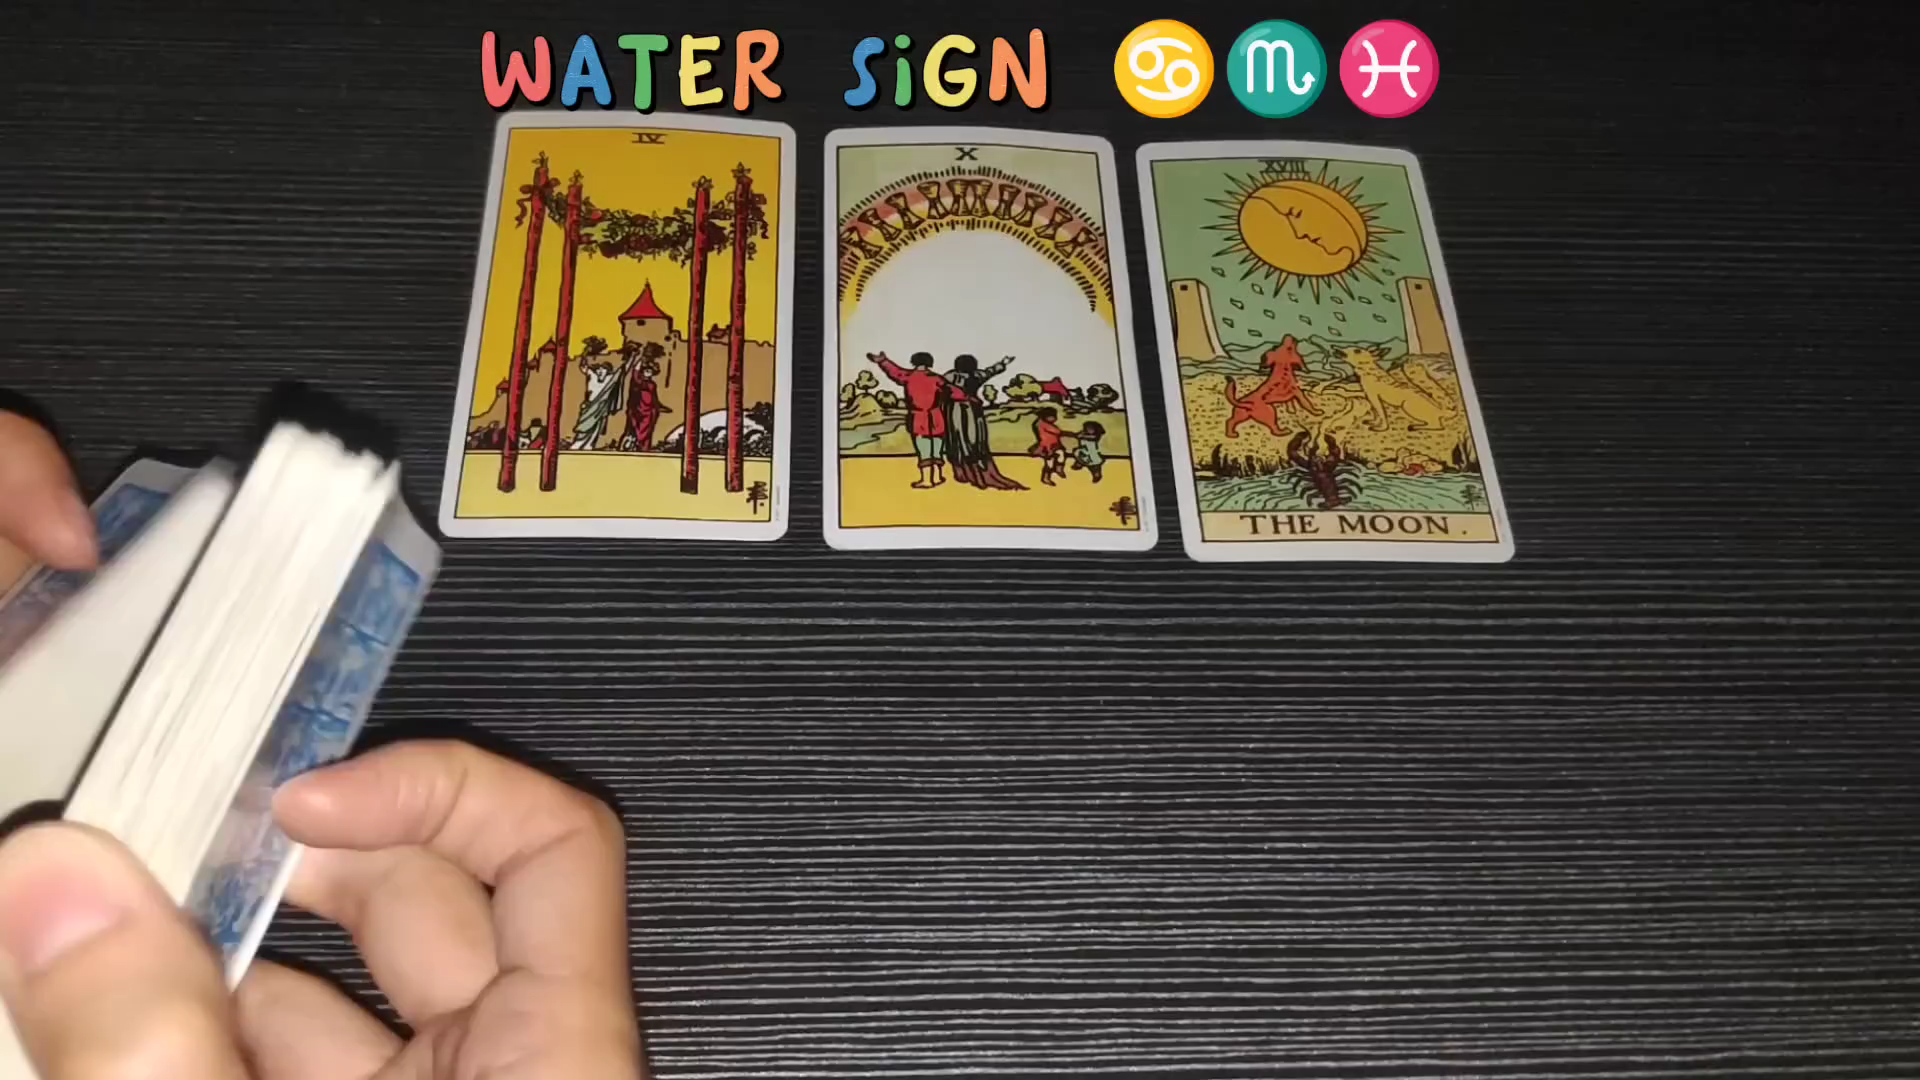 WATER SiGN ♋♏♓
IV
X
XVIII
THE MOON.